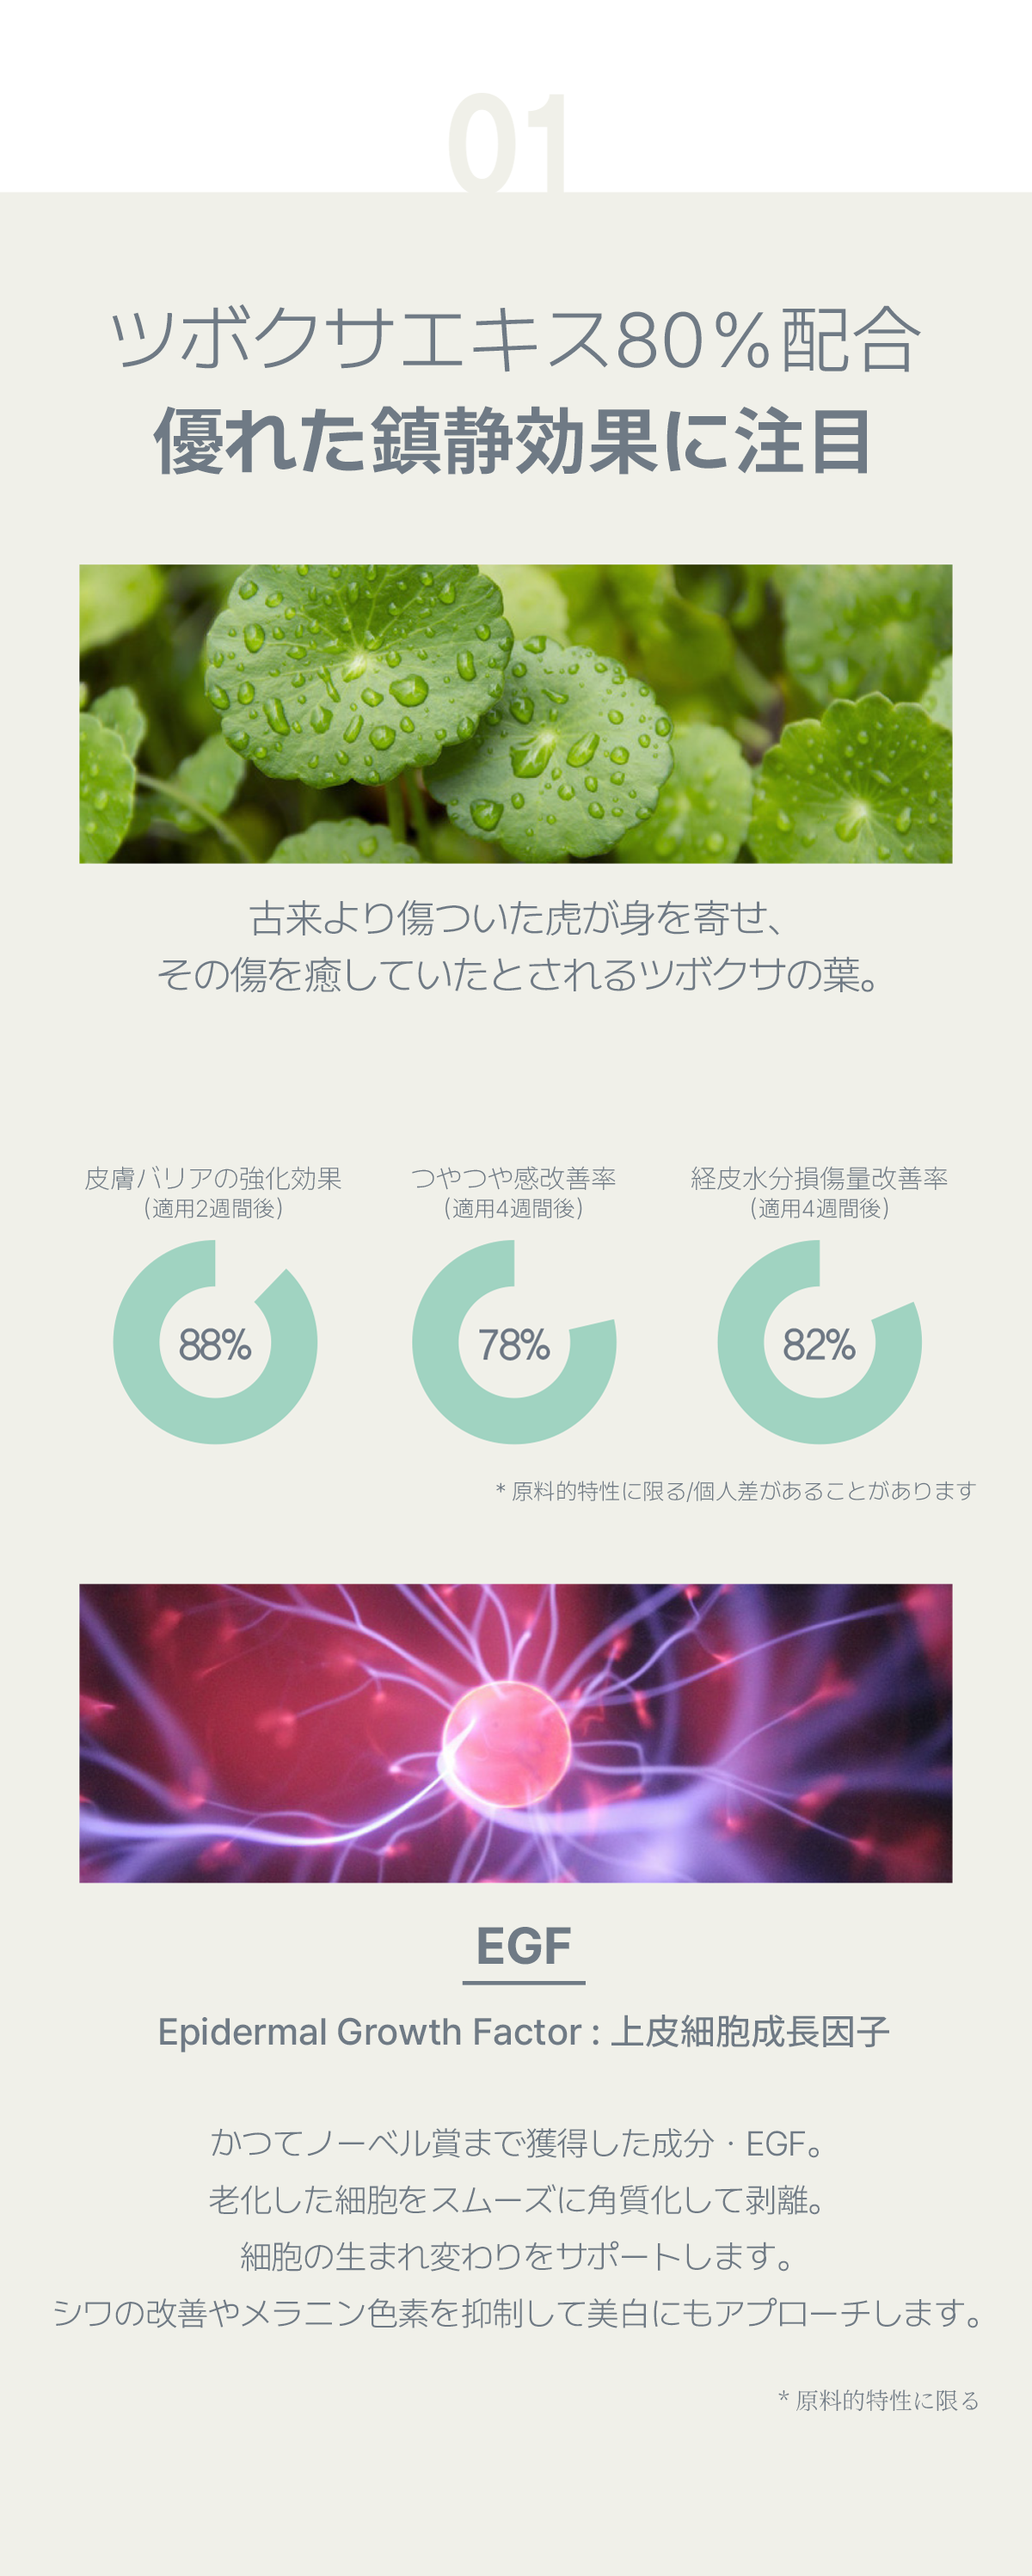 01
ツボクサエキス80%配合
優れた鎮静効果に注目
古来より傷ついた虎が身を寄せ、
その傷を癒していたとされるツボクサの葉。
皮膚バリアの強化効果
(適用2週間後)
88%
つやつや感改善率
(適用4週間後)
78%
経皮水分損傷量改善率
(適用4週間後)
82%
* 原料的特性に限る/個人差があることがあります
EGF
Epidermal Growth Factor : 上皮細胞成長因子
かつてノーベル賞まで獲得した成分・EGF。
老化した細胞をスムーズに角質化して剥離。
細胞の生まれ変わりをサポートします。
シワの改善やメラニン色素を抑制して美白にもアプローチします。
* 原料的特性に限る